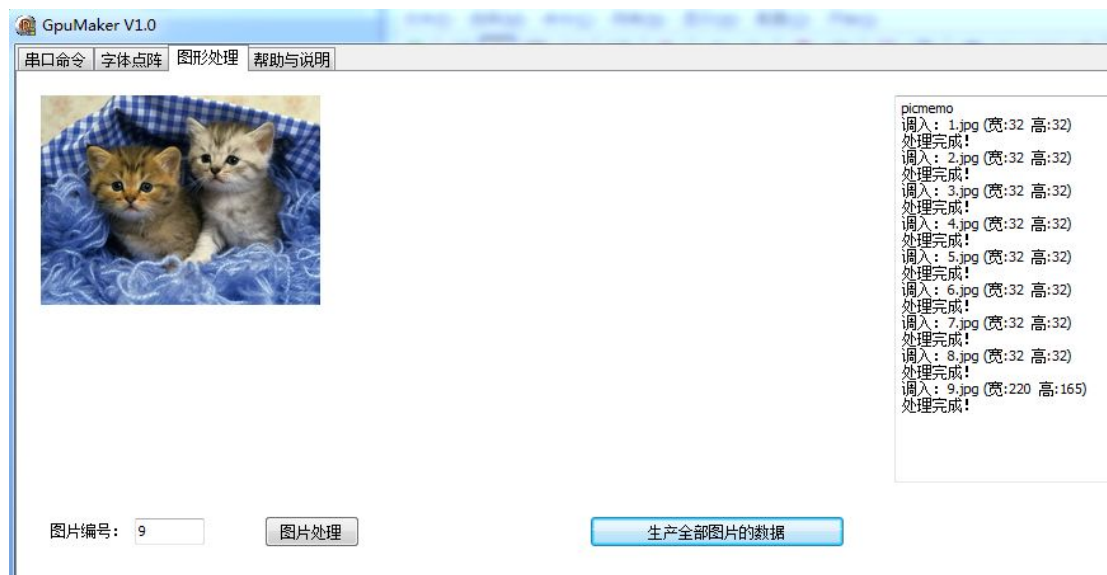 GpuMaker V1.0
串口命令 字体点阵 图形处理 帮助与说明
picmemo
调入：1.jpg (宽:32 高:32)
处理完成！
调入：2.jpg (宽:32 高:32)
处理完成！
调入：3.jpg (宽:32 高:32)
处理完成！
调入：4.jpg (宽:32 高:32)
处理完成！
调入：5.jpg (宽:32 高:32)
处理完成！
调入：6.jpg (宽:32 高:32)
处理完成！
调入：7.jpg (宽:32 高:32)
处理完成！
调入：8.jpg (宽:32 高:32)
处理完成！
调入：9.jpg (宽:220 高:165)
处理完成！
图片编号： 9 图片处理 生产全部图片的数据